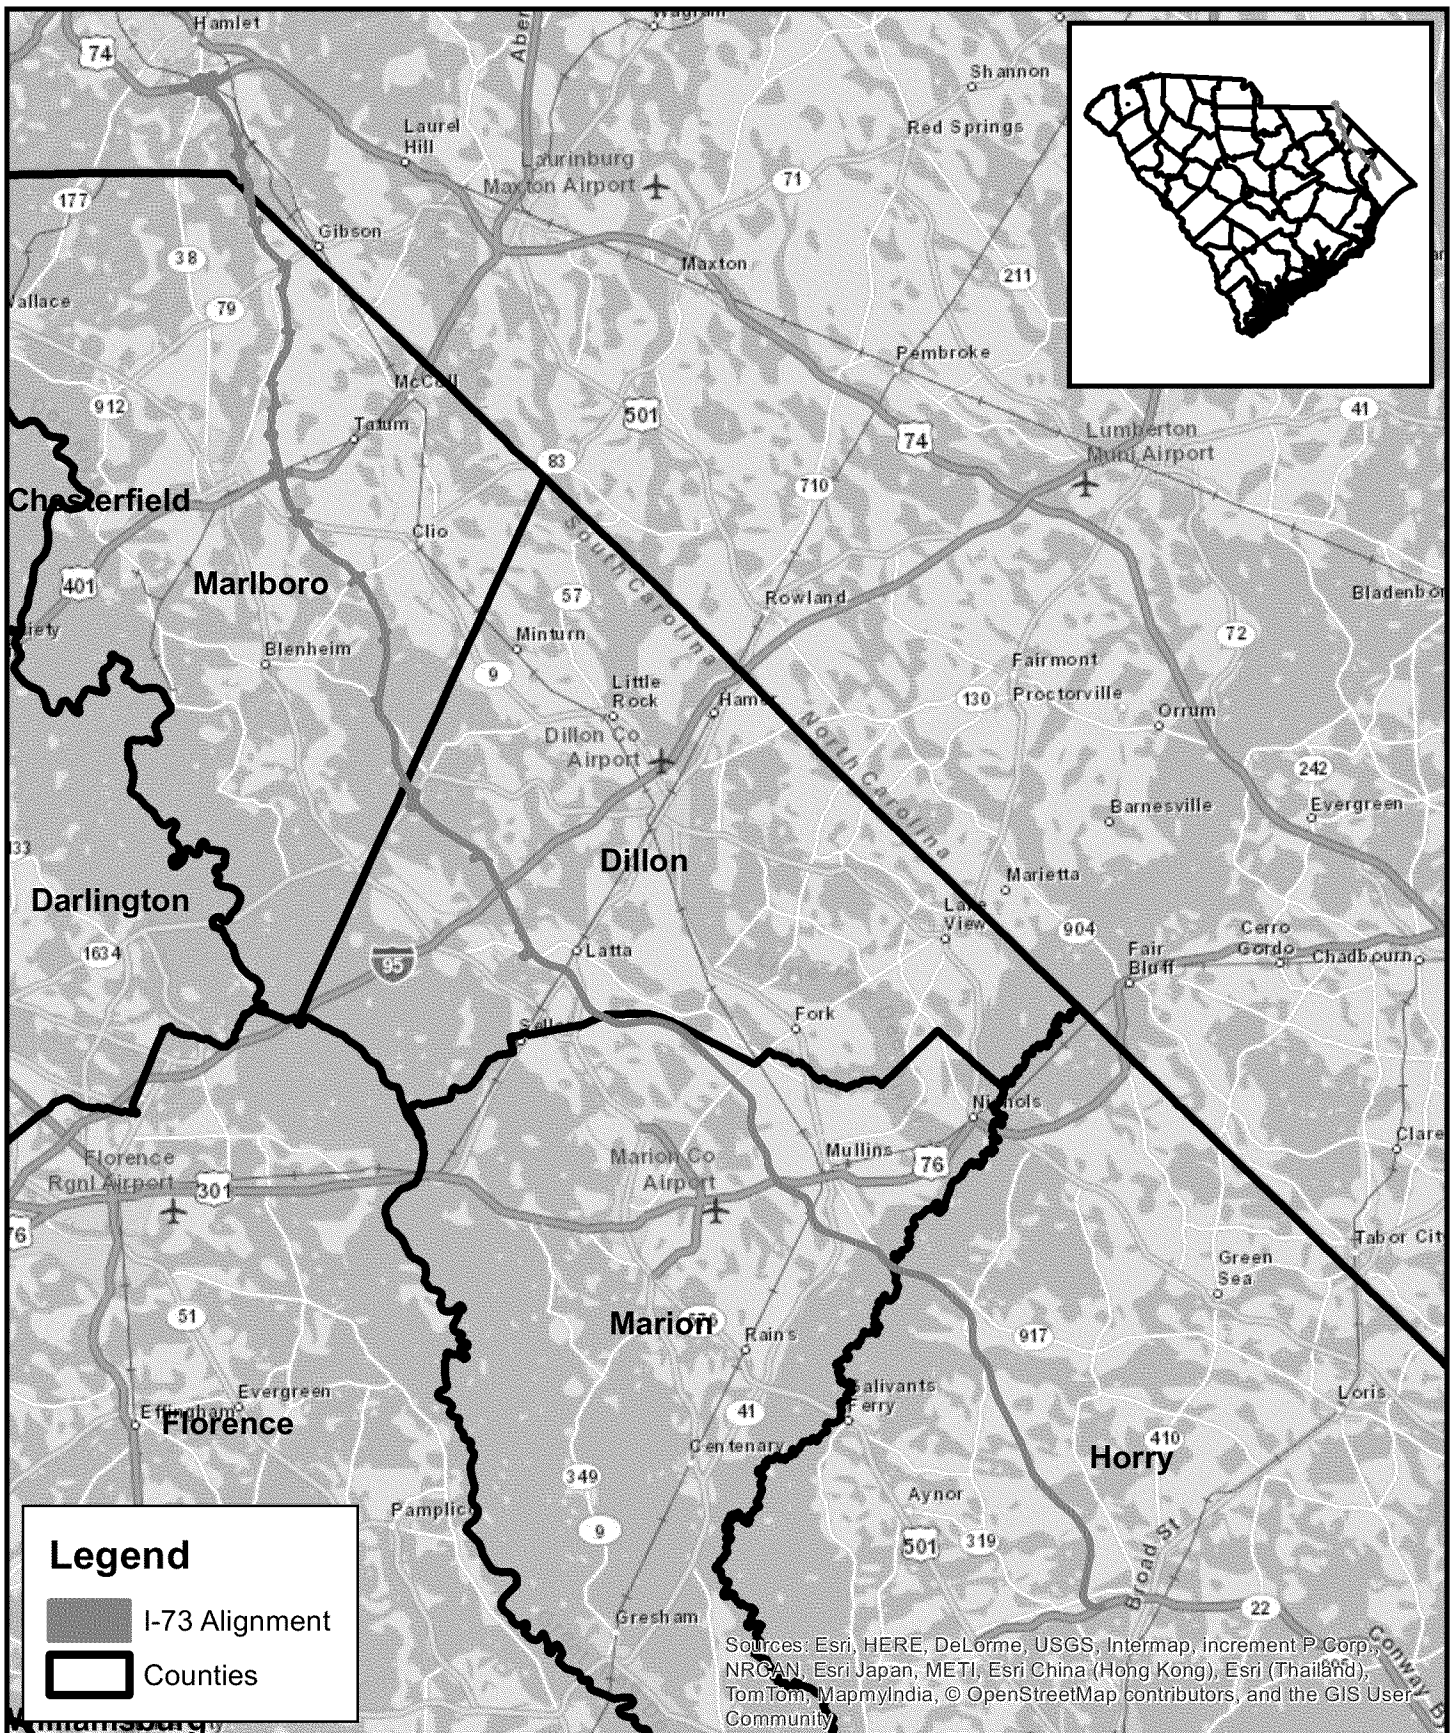 Hamlet
Wagram
74
Shannon
Laurel
Hill
Red Springs
Laurinburg
Maxton Airport
71
177
Gibson
38
Maxton
211
79
Pembroke
McColl
912
501
41
Tatum
74
Lumberton
Muni Airport
83
710
Chesterfield
Clio
South Carolina
401
Marlboro
57
Rowland
72
Minturn
Blenheim
Fairmont
9
Little
Rock
130
Proctorville
Hamer
Orrum
North Carolina
Dillon Co
Airport
242
Barnesville
Evergreen
Dillon
Marietta
Darlington
Lake
View
904
Cerro
Gordo
Fair
Bluff
Chadbourn
1634
95
Latta
Fork
Nichols
Mullins
Florence
Rgnl Airport
Marion Co
Airport
76
301
76
Tabor Cit
Green
Sea
51
Marion
Rains
917
Evergreen
Effingham
Florence
Loris
41
Ferry
Centenary
410
Horry
349
Aynor
Pamplic
9
501
319
Broad St
Gresham
22
Conway B
Legend
I-73 Alignment
Counties
Sources: Esri, HERE, DeLorme, USGS, Intermap, increment P Corp.,
NRCAN, Esri Japan, METI, Esri China (Hong Kong), Esri (Thailand),
TomTom, MapmyIndia, © OpenStreetMap contributors, and the GIS User
Community